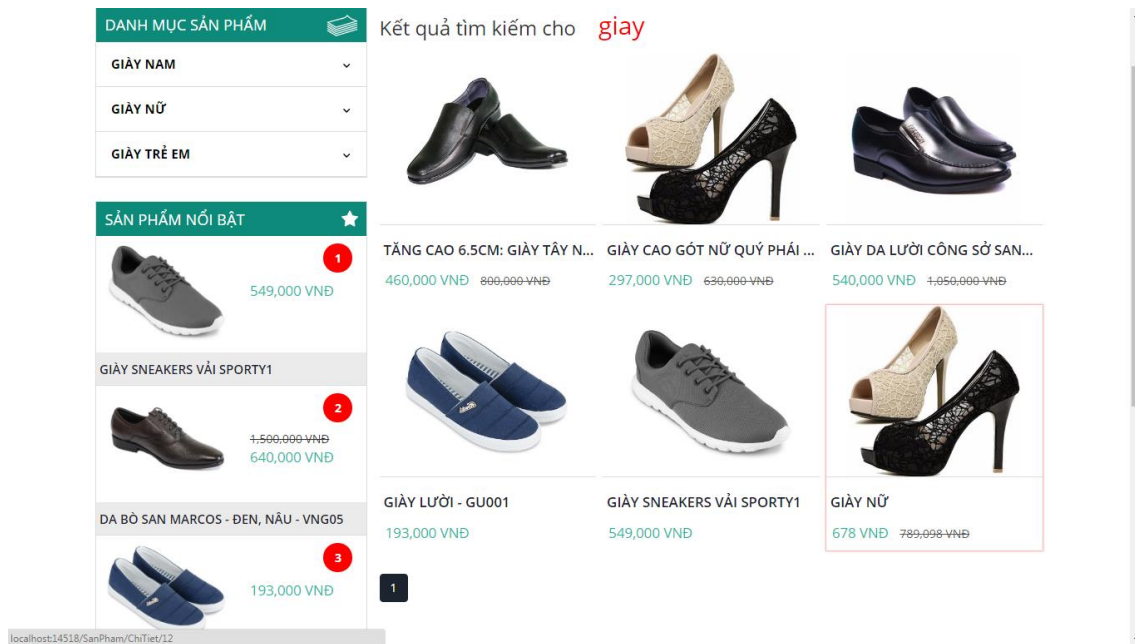 DANH MỤC SẢN PHẨM
GIÀY NAM
GIÀY NỮ
GIÀY TRẺ EM
SẢN PHẨM NỔI BẬT
1
549,000 VNĐ
GIÀY SNEAKERS VẢI SPORTY1
2
1,500,000 VNĐ
640,000 VNĐ
DA BÒ SAN MARCOS - ĐEN, NÂU - VNG05
3
193,000 VNĐ
Kết quả tìm kiếm cho giay
TĂNG CAO 6.5CM: GIÀY TÂY N...
460,000 VNĐ 800,000 VNĐ
GIÀY CAO GÓT NỮ QUÝ PHÁI ...
297,000 VNĐ 630,000 VNĐ
GIÀY DA LƯỜI CÔNG SỞ SAN...
540,000 VNĐ 1,050,000 VNĐ
GIÀY LƯỜI - GU001
193,000 VNĐ
GIÀY SNEAKERS VẢI SPORTY1
549,000 VNĐ
GIÀY NỮ
678 VNĐ 789,098 VNĐ
1
localhost:14518/SanPham/ChiTiet/12